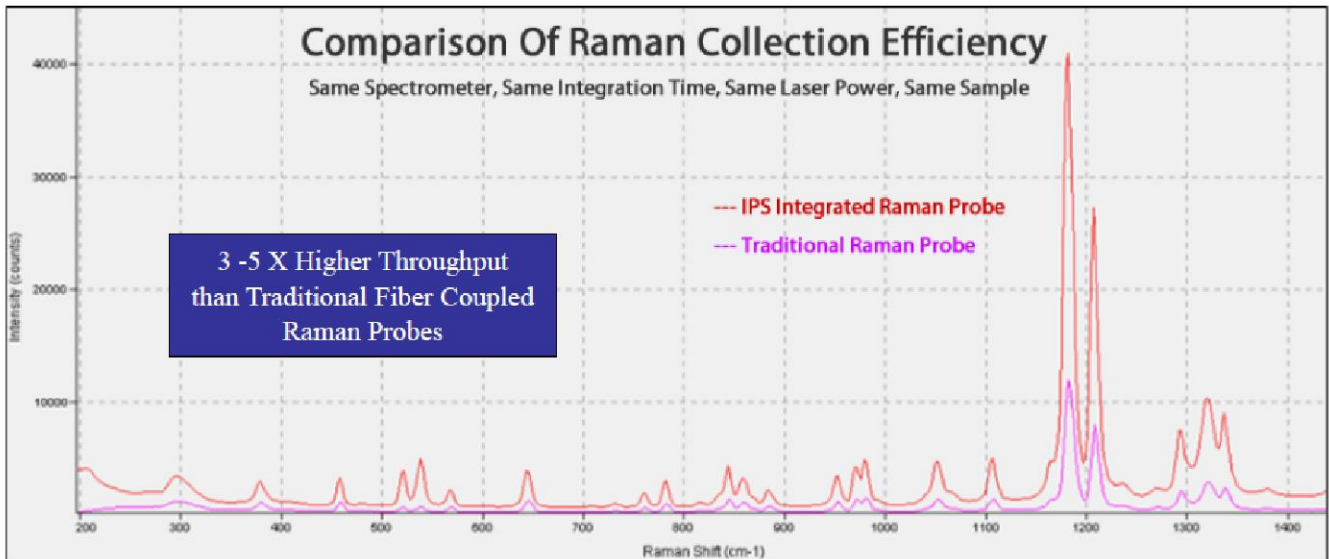 Comparison Of Raman Collection Efficiency
Same Spectrometer, Same Integration Time, Same Laser Power, Same Sample
40000
30000
20000
10000
Intensity (counts)
--- IPS Integrated Raman Probe
--- Traditional Raman Probe
3 -5 X Higher Throughput
than Traditional Fiber Coupled
Raman Probes
200 300 400 500 600 700 800 900 1000 1100 1200 1300 1400
Raman Shift (cm-1)